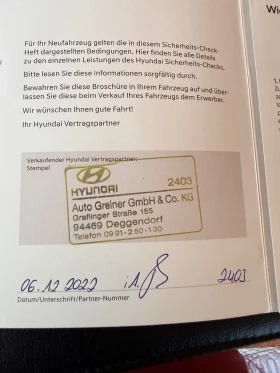 Für Ihr Neufahrzeug gelten die in diesem Sicherheits-Check-
Heft dargestellten Bedingungen. Hier finden Sie alle Details
zu den einzelnen Leistungen des Hyundai Sicherheits-Checks.
Bitte lesen Sie diese Informationen sorgfältig durch.
Bewahren Sie diese Broschüre in Ihrem Fahrzeug auf und über-
lassen Sie diese beim Verkauf Ihres Fahrzeugs dem Erwerber.
Wir wünschen Ihnen gute Fahrt!
Ihr Hyundai Vertragspartner
Verkaufender Hyundai Vertragspartner:
Stempel
HYUNDAI 2403
Auto Greiner GmbH & Co. KG
Graflinger Straße 155
94469 Deggendorf
Telefon 0991-250-130
06.12.2022 i.A. 2403
Datum/Unterschrift/Partner-Nummer